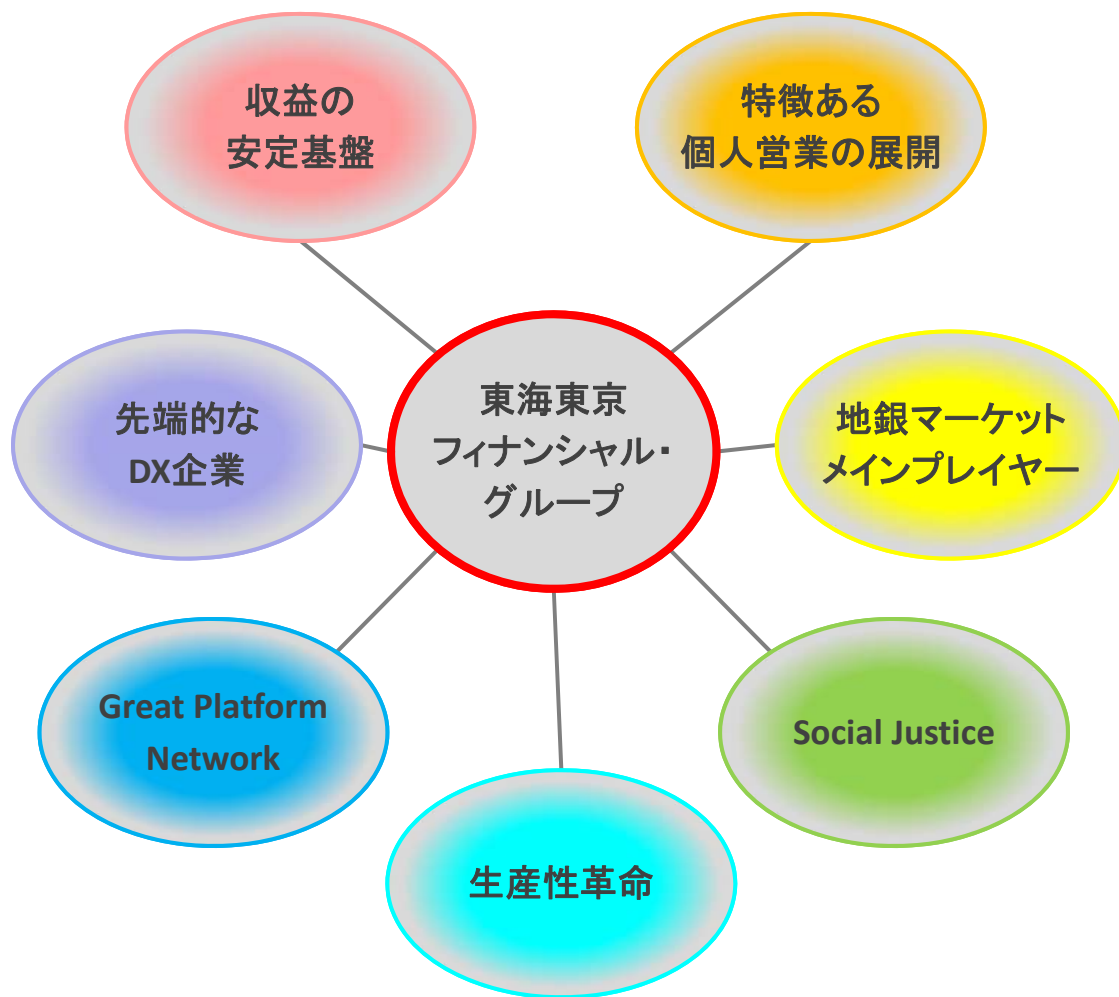 収益の
安定基盤
特徴ある
個人営業の展開
東海東京
フィナンシャル・
グループ
先端的な
DX企業
地銀マーケット
メインプレイヤー
Great Platform
Network
Social Justice
生産性革命